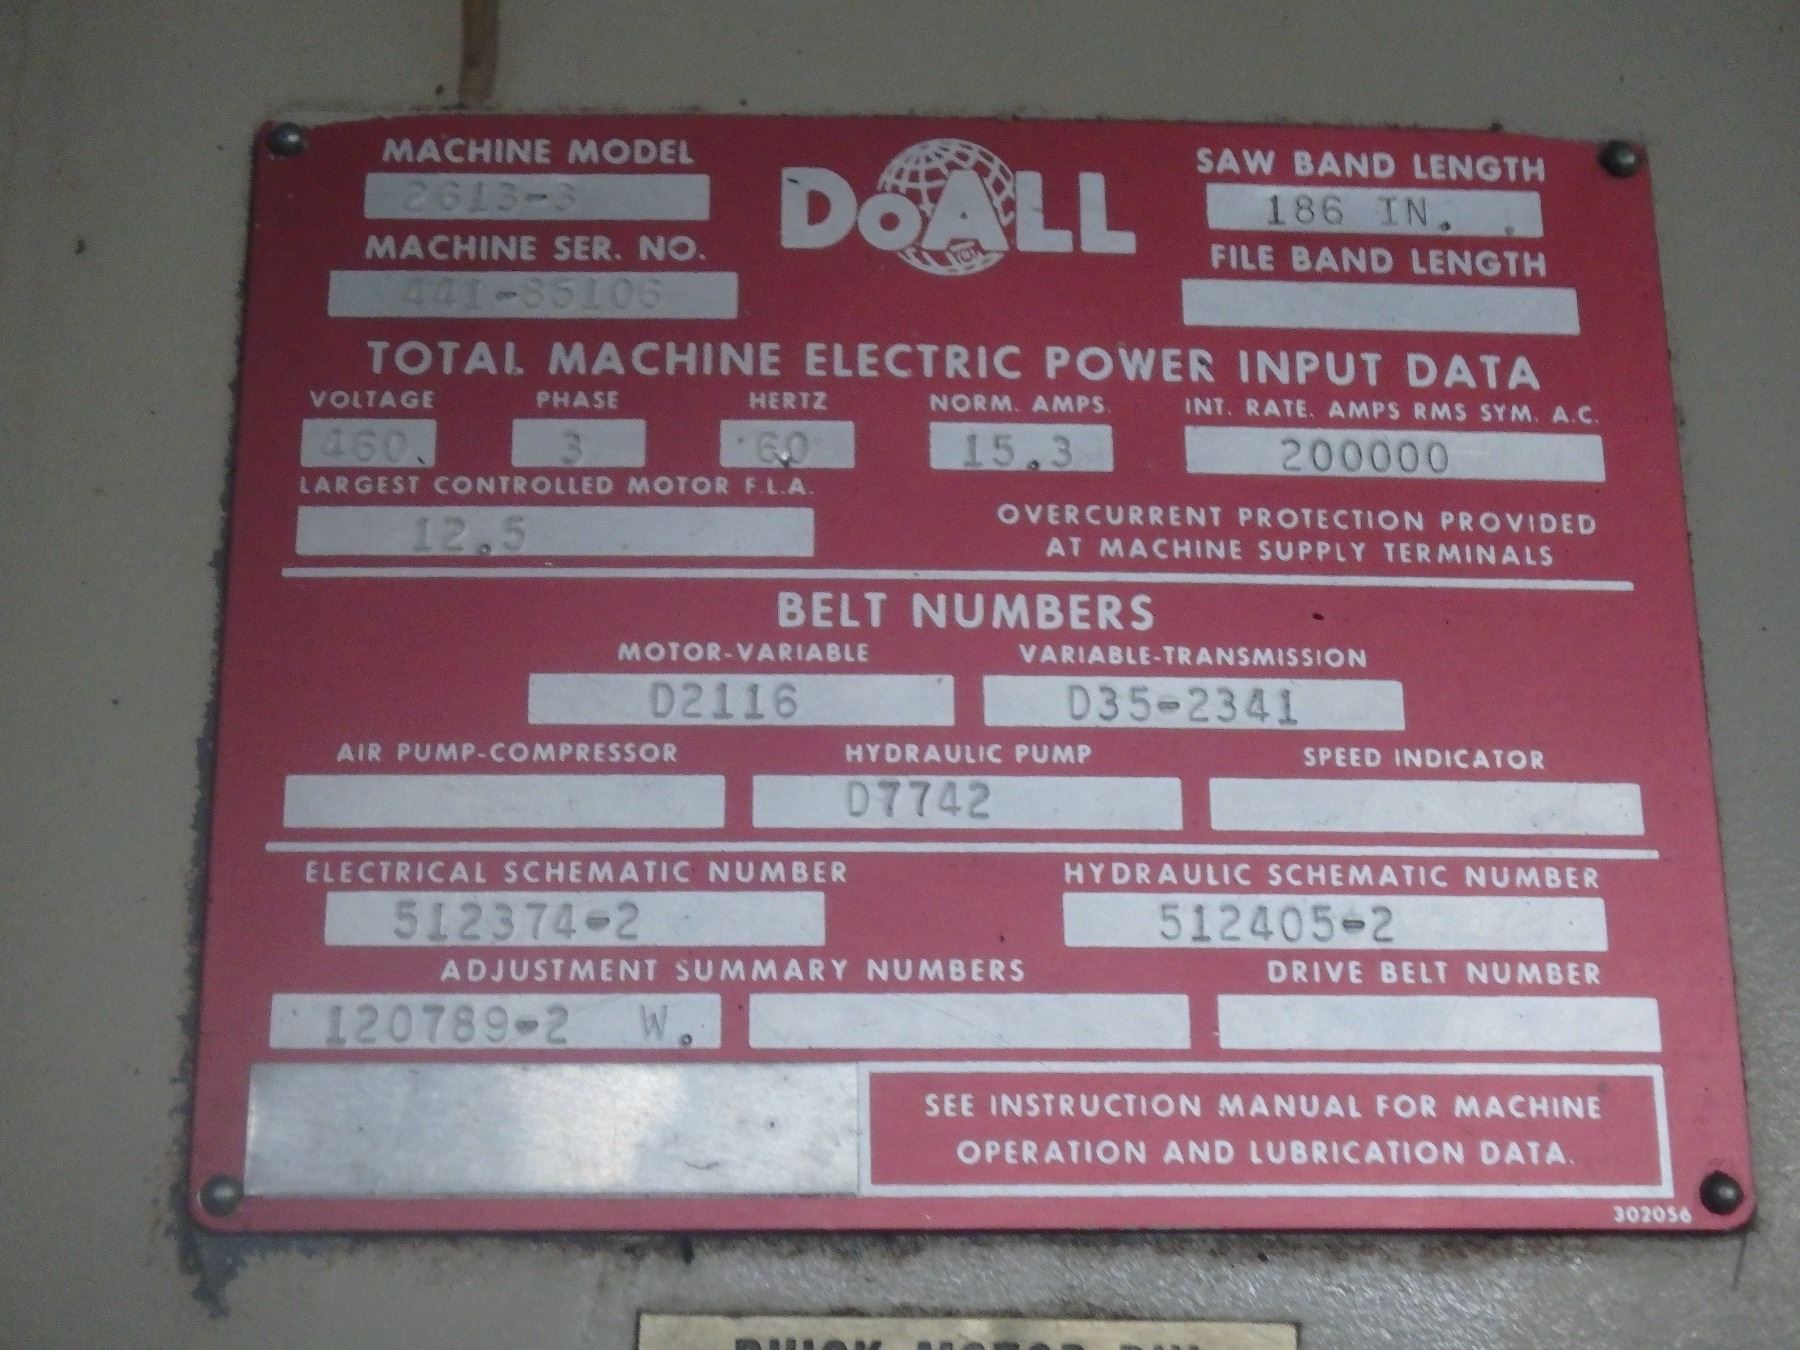 MACHINE MODEL
2613-3
MACHINE SER. NO.
441-85106
DOALL
SAW BAND LENGTH
186 IN.
FILE BAND LENGTH
TOTAL MACHINE ELECTRIC POWER INPUT DATA
VOLTAGE PHASE HERTZ NORM. AMPS. INT. RATE. AMPS RMS SYM. A.C.
460 3 60 15.3 200000
LARGEST CONTROLLED MOTOR F.L.A.
12.5
OVERCURRENT PROTECTION PROVIDED
AT MACHINE SUPPLY TERMINALS
BELT NUMBERS
MOTOR-VARIABLE VARIABLE-TRANSMISSION
D2116 D35-2341
AIR PUMP-COMPRESSOR HYDRAULIC PUMP SPEED INDICATOR
D7742
ELECTRICAL SCHEMATIC NUMBER HYDRAULIC SCHEMATIC NUMBER
512374-2 512405-2
ADJUSTMENT SUMMARY NUMBERS DRIVE BELT NUMBER
120789-2 W.
SEE INSTRUCTION MANUAL FOR MACHINE
OPERATION AND LUBRICATION DATA.
302056
BUICK MOTOR DIV.